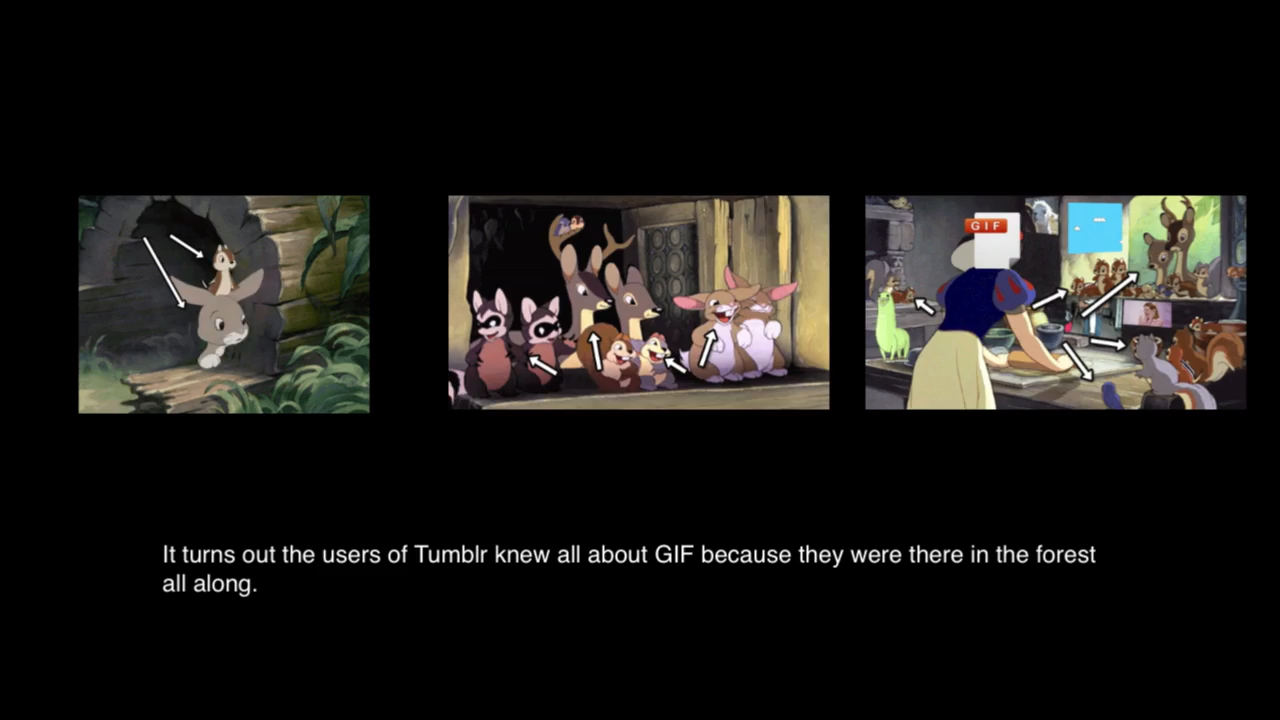 GIF
It turns out the users of Tumblr knew all about GIF because they were there in the forest
all along.